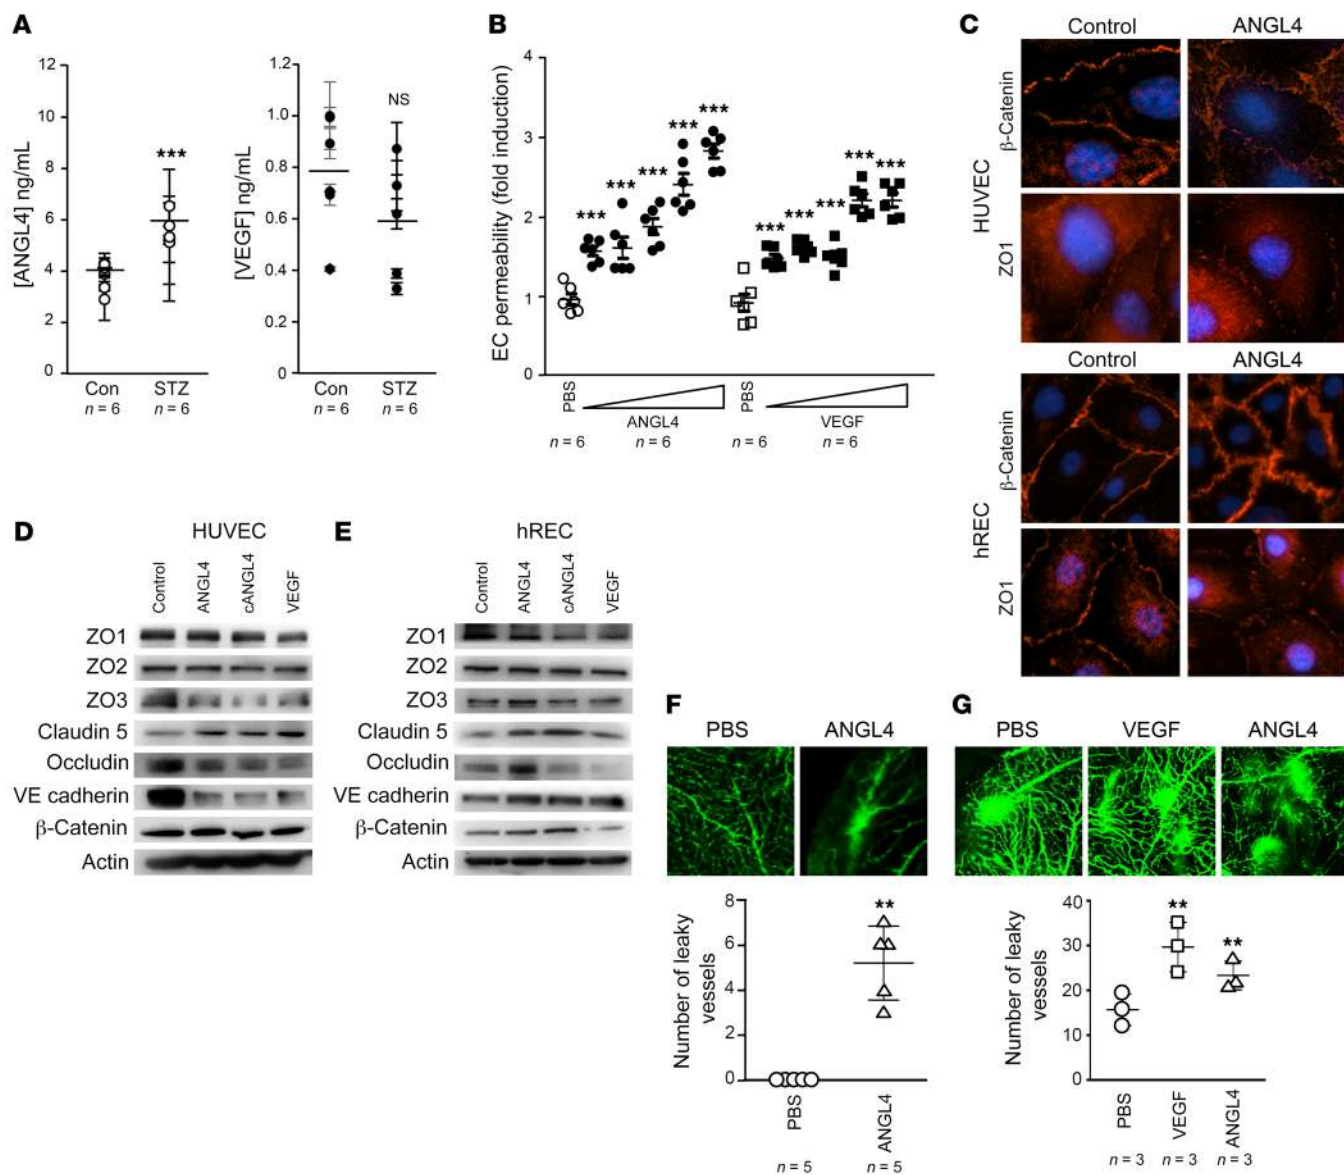 A
[ANGL4] ng/mL
12
10
8
6
4
2
0
***
Con
n = 6
STZ
n = 6
[VEGF] ng/mL
1.2
1.0
0.8
0.6
0.4
0.2
0
NS
Con
n = 6
STZ
n = 6
B
EC permeability (fold induction)
4
3
2
1
0
***
***
***
***
***
***
***
***
***
***
PBS
ANGL4
PBS
VEGF
n = 6
n = 6
n = 6
n = 6
C
Control
ANGL4
HUVEC
β-Catenin
ZO1
Control
ANGL4
hREC
β-Catenin
ZO1
D
HUVEC
Control
ANGL4
cANGL4
VEGF
ZO1
ZO2
ZO3
Claudin 5
Occludin
VE cadherin
β-Catenin
Actin
E
hREC
Control
ANGL4
cANGL4
VEGF
ZO1
ZO2
ZO3
Claudin 5
Occludin
VE cadherin
β-Catenin
Actin
F
PBS
ANGL4
Number of leaky
vessels
8
6
4
2
0
**
PBS
ANGL4
n = 5
n = 5
G
PBS
VEGF
ANGL4
Number of leaky
vessels
40
30
20
10
0
**
**
PBS
VEGF
ANGL4
n = 3
n = 3
n = 3